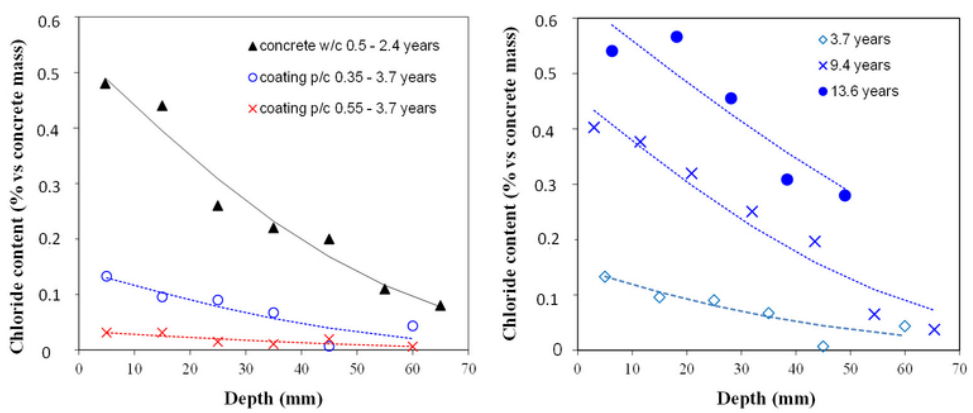 Chloride content (% vs concrete mass)
0.6
0.5
0.4
0.3
0.2
0.1
0
concrete w/c 0.5 - 2.4 years
coating p/c 0.35 - 3.7 years
coating p/c 0.55 - 3.7 years
0 10 20 30 40 50 60 70
Depth (mm)
Chloride content (% vs concrete mass)
0.6
0.5
0.4
0.3
0.2
0.1
0
3.7 years
9.4 years
13.6 years
0 10 20 30 40 50 60 70
Depth (mm)